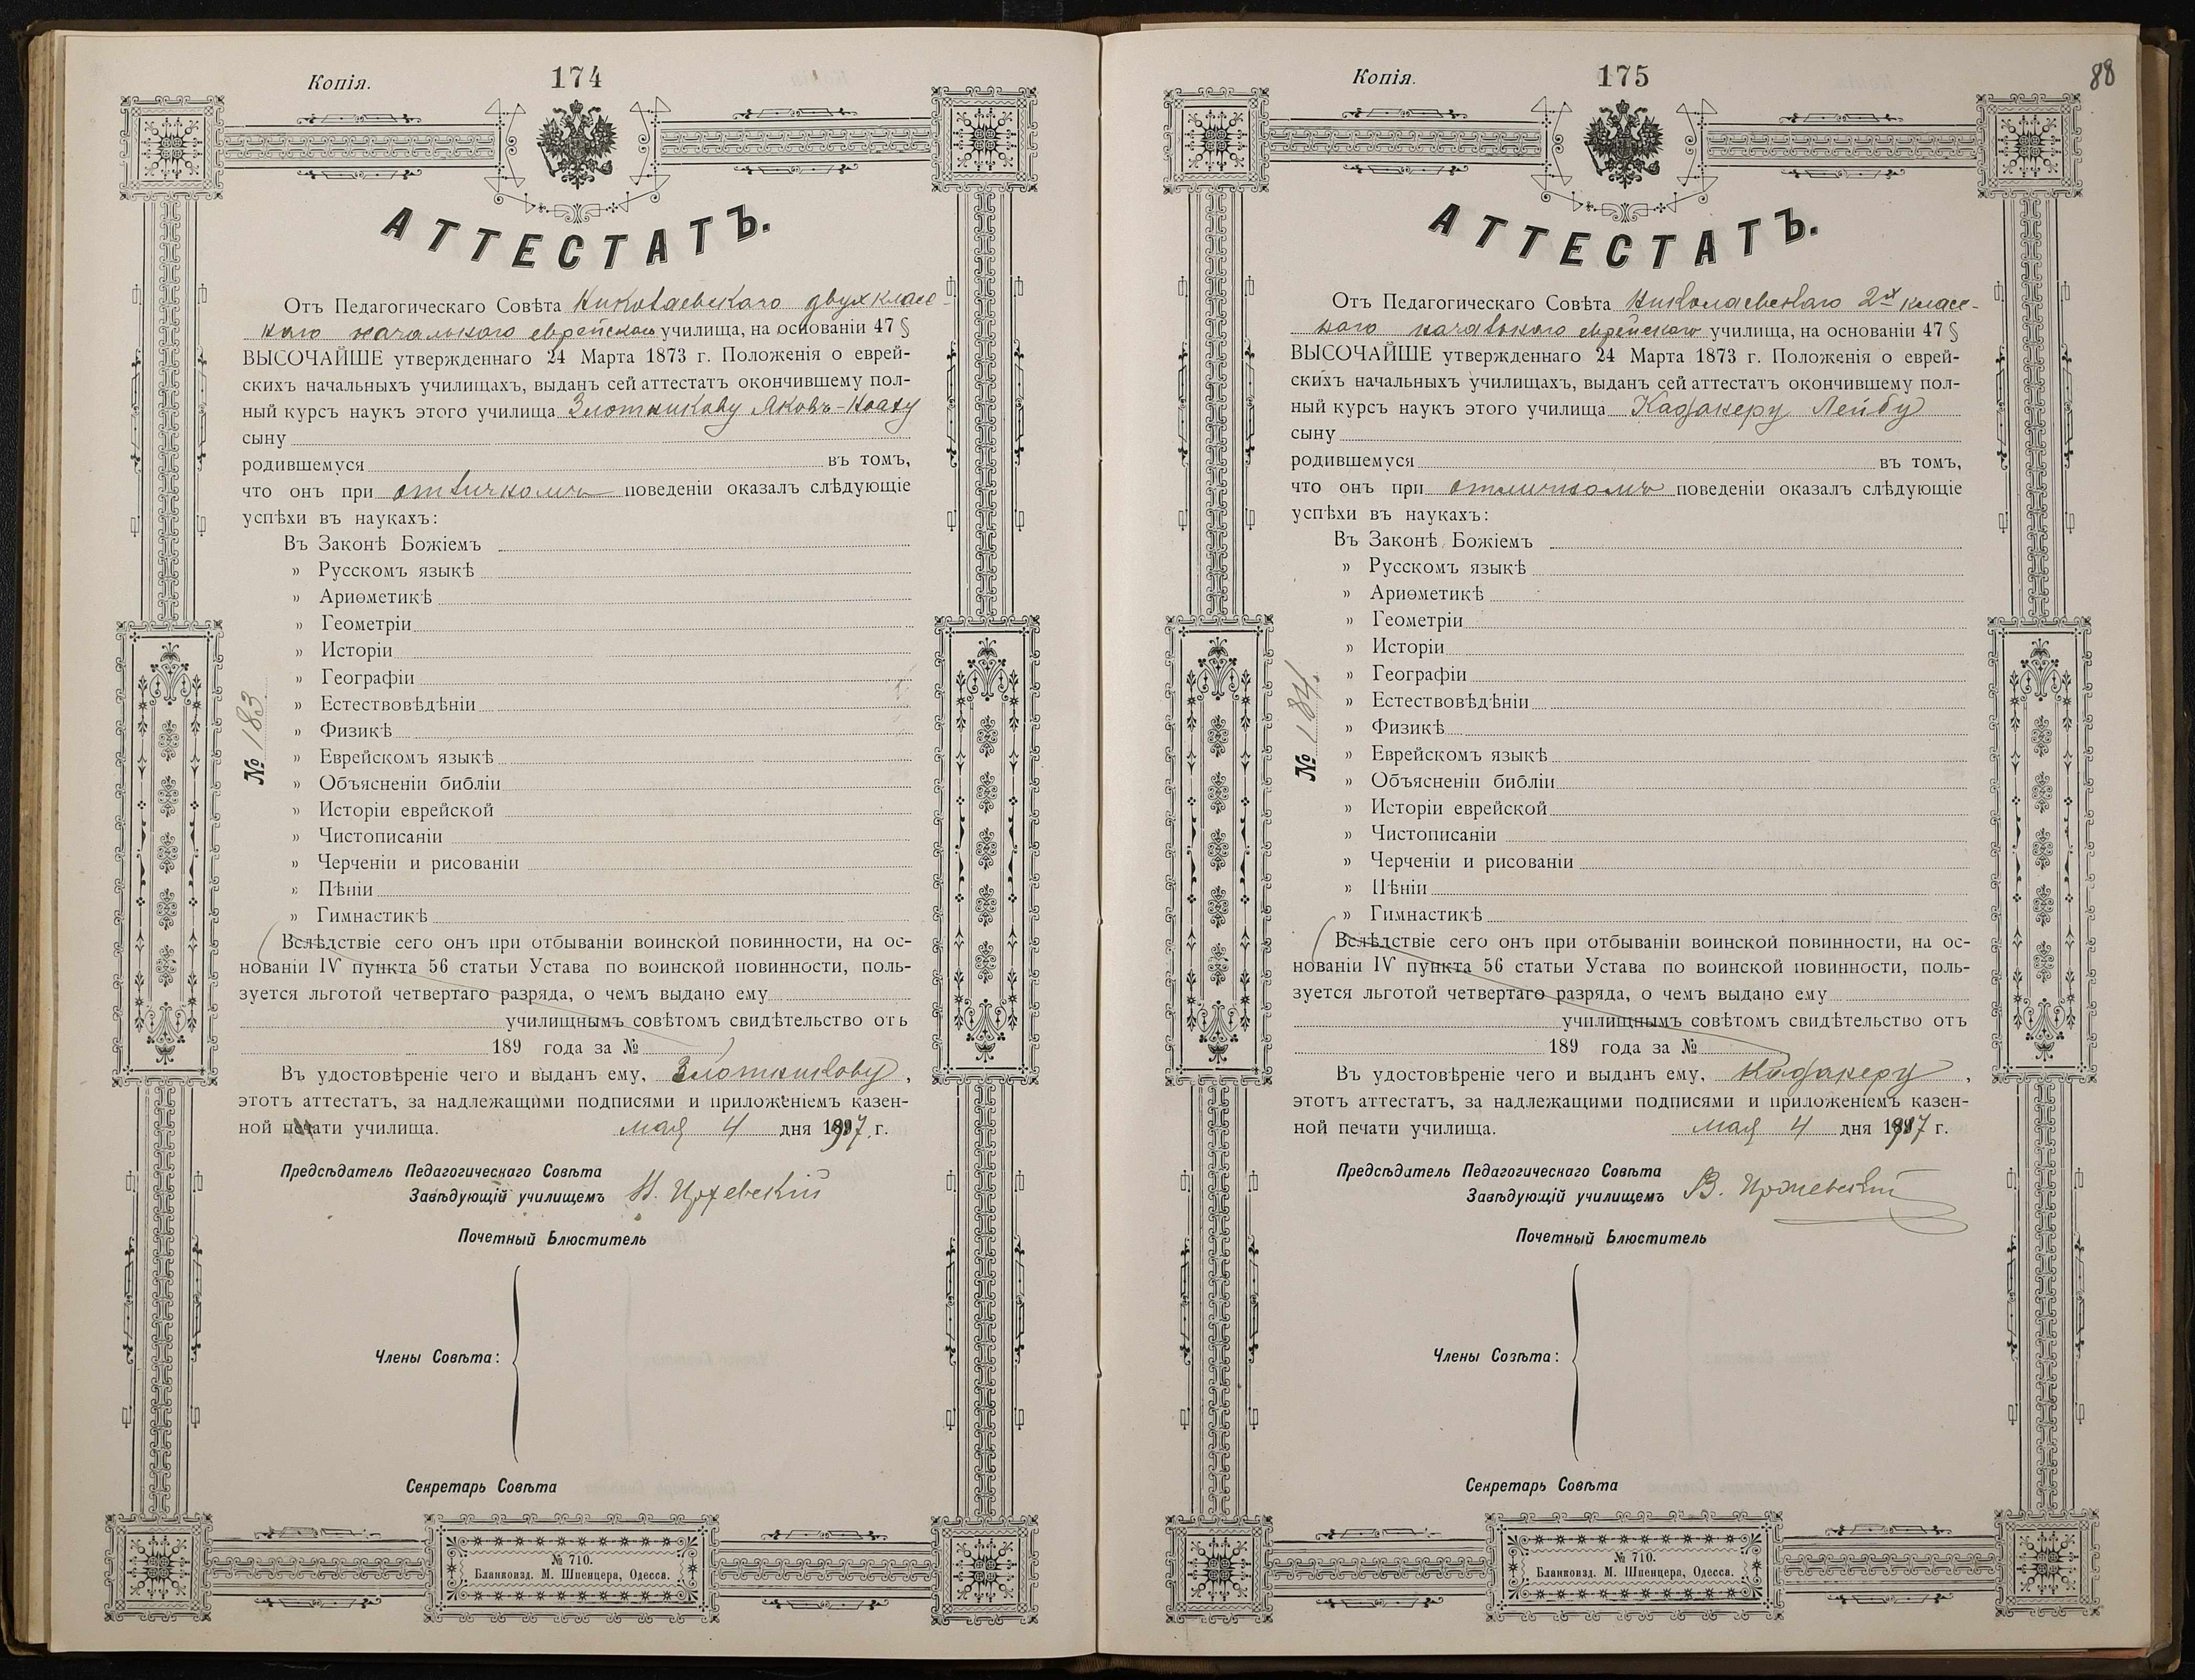 Копія.
174
АТТЕСТАТЪ.
Отъ Педагогическаго Совѣта Николаевскаго двухкласс-
наго начальнаго еврейскаго училища, на основаніи 47 §
ВЫСОЧАЙШЕ утвержденнаго 24 Марта 1873 г. Положенія о еврей-
скихъ начальныхъ училищахъ, выданъ сей аттестатъ окончившему пол-
ный курсъ наукъ этого училища Злотникову Яковъ-Ноаху
сыну
родившемуся въ томъ,
что онъ при отличномъ поведеніи оказалъ слѣдующіе
успѣхи въ наукахъ:
Въ Законѣ Божіемъ
» Русскомъ языкѣ
» Ариѳметикѣ
» Геометріи
» Исторіи
» Географіи
» Естествовѣдѣніи
» Физикѣ
» Еврейскомъ языкѣ
» Объясненіи библіи
» Исторіи еврейской
» Чистописаніи
» Черченіи и рисованіи
» Пѣніи
» Гимнастикѣ
№ 183
Вслѣдствіе сего онъ при отбываніи воинской повинности, на ос-
нованіи IV пункта 56 статьи Устава по воинской повинности, поль-
зуется льготой четвертаго разряда, о чемъ выдано ему
училищнымъ совѣтомъ свидѣтельство отъ
189 года за №
Въ удостовѣреніе чего и выданъ ему, Злотникову,
этотъ аттестатъ, за надлежащими подписями и приложеніемъ казен-
ной печати училища. мая 4 дня 1897 г.
Предсѣдатель Педагогическаго Совѣта
Завѣдующій училищемъ
Почетный Блюститель
Члены Совѣта:
Секретарь Совѣта
№ 710.
Бланкоизд. М. Шпенцера, Одесса.
Копія.
175
88
АТТЕСТАТЪ.
Отъ Педагогическаго Совѣта Николаевскаго 2хъ класс-
наго начальнаго еврейскаго училища, на основаніи 47 §
ВЫСОЧАЙШЕ утвержденнаго 24 Марта 1873 г. Положенія о еврей-
скихъ начальныхъ училищахъ, выданъ сей аттестатъ окончившему пол-
ный курсъ наукъ этого училища Кадакеру Лейбу
сыну
родившемуся въ томъ,
что онъ при отличномъ поведеніи оказалъ слѣдующіе
успѣхи въ наукахъ:
Въ Законѣ Божіемъ
» Русскомъ языкѣ
» Ариѳметикѣ
» Геометріи
» Исторіи
» Географіи
» Естествовѣдѣніи
» Физикѣ
» Еврейскомъ языкѣ
» Объясненіи библіи
» Исторіи еврейской
» Чистописаніи
» Черченіи и рисованіи
» Пѣніи
» Гимнастикѣ
№ 184.
Вслѣдствіе сего онъ при отбываніи воинской повинности, на ос-
нованіи IV пункта 56 статьи Устава по воинской повинности, поль-
зуется льготой четвертаго разряда, о чемъ выдано ему
училищнымъ совѣтомъ свидѣтельство отъ
189 года за №
Въ удостовѣреніе чего и выданъ ему, Кадакеру,
этотъ аттестатъ, за надлежащими подписями и приложеніемъ казен-
ной печати училища. мая 4 дня 1897 г.
Предсѣдатель Педагогическаго Совѣта
Завѣдующій училищемъ
Почетный Блюститель
Члены Совѣта:
Секретарь Совѣта
№ 710.
Бланкоизд. М. Шпенцера, Одесса.